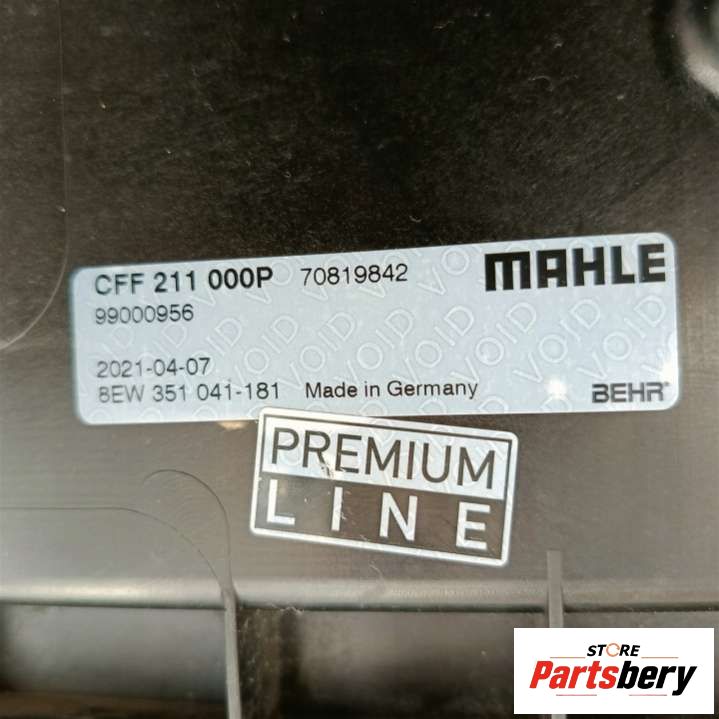 CFF 211 000P 70819842 MAHLE
99000956
2021-04-07
8EW 351 041-181 Made in Germany BEHR®
PREMIUM
LINE
STORE
Partsbery